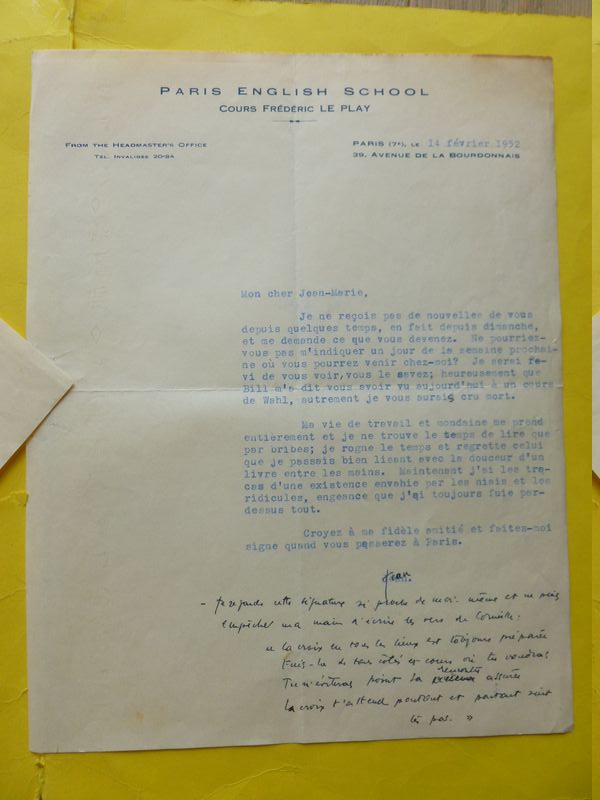 PARIS ENGLISH SCHOOL
COURS FRÉDÉRIC LE PLAY
FROM THE HEADMASTER'S OFFICE
TEL. INVALIDES 20-94
PARIS (7e), LE 14 février 1952
39, AVENUE DE LA BOURDONNAIS
Mon cher Jean-Marie,
Je ne reçois pas de nouvelles de vous
depuis quelques temps, en fait depuis dimanche,
et me demande ce que vous devenez. Ne pourriez-
vous pas m'indiquer un jour de la semaine prochai-
ne où vous pourrez venir chez-moi? Je serai ra-
vi de vous voir,vous le savez; heureusement que
Bill m'a dit vous avoir vu aujourd'hui à un cours
de Wahl, autrement je vous aurais cru mort.
Ma vie de travail et mondaine me prend
entièrement et je ne trouve le temps de lire que
par bribes; je rogne le temps et regrette celui
que je passais bien lisant avec la douceur d'un
livre entre les mains. Maintenant j'ai les tra-
cas d'une existence envahie par les niais et les
ridicules, engeance que j'ai toujours fuie par-
dessus tout.
Croyez à ma fidèle amitié et faites-moi
signe quand vous passerez à Paris.
Jean.
- Je regarde cette signature si proche de moi-même et ne puis
empêcher ma main d'écrire les vers de Corneille:
« la croix en tous les lieux est toujours préparée
Fuis-la de tous côtés et cours où tu voudras
Tu n'éviteras point sa rencontre assurée
La croix t'attend partout et partout suit
tes pas. »